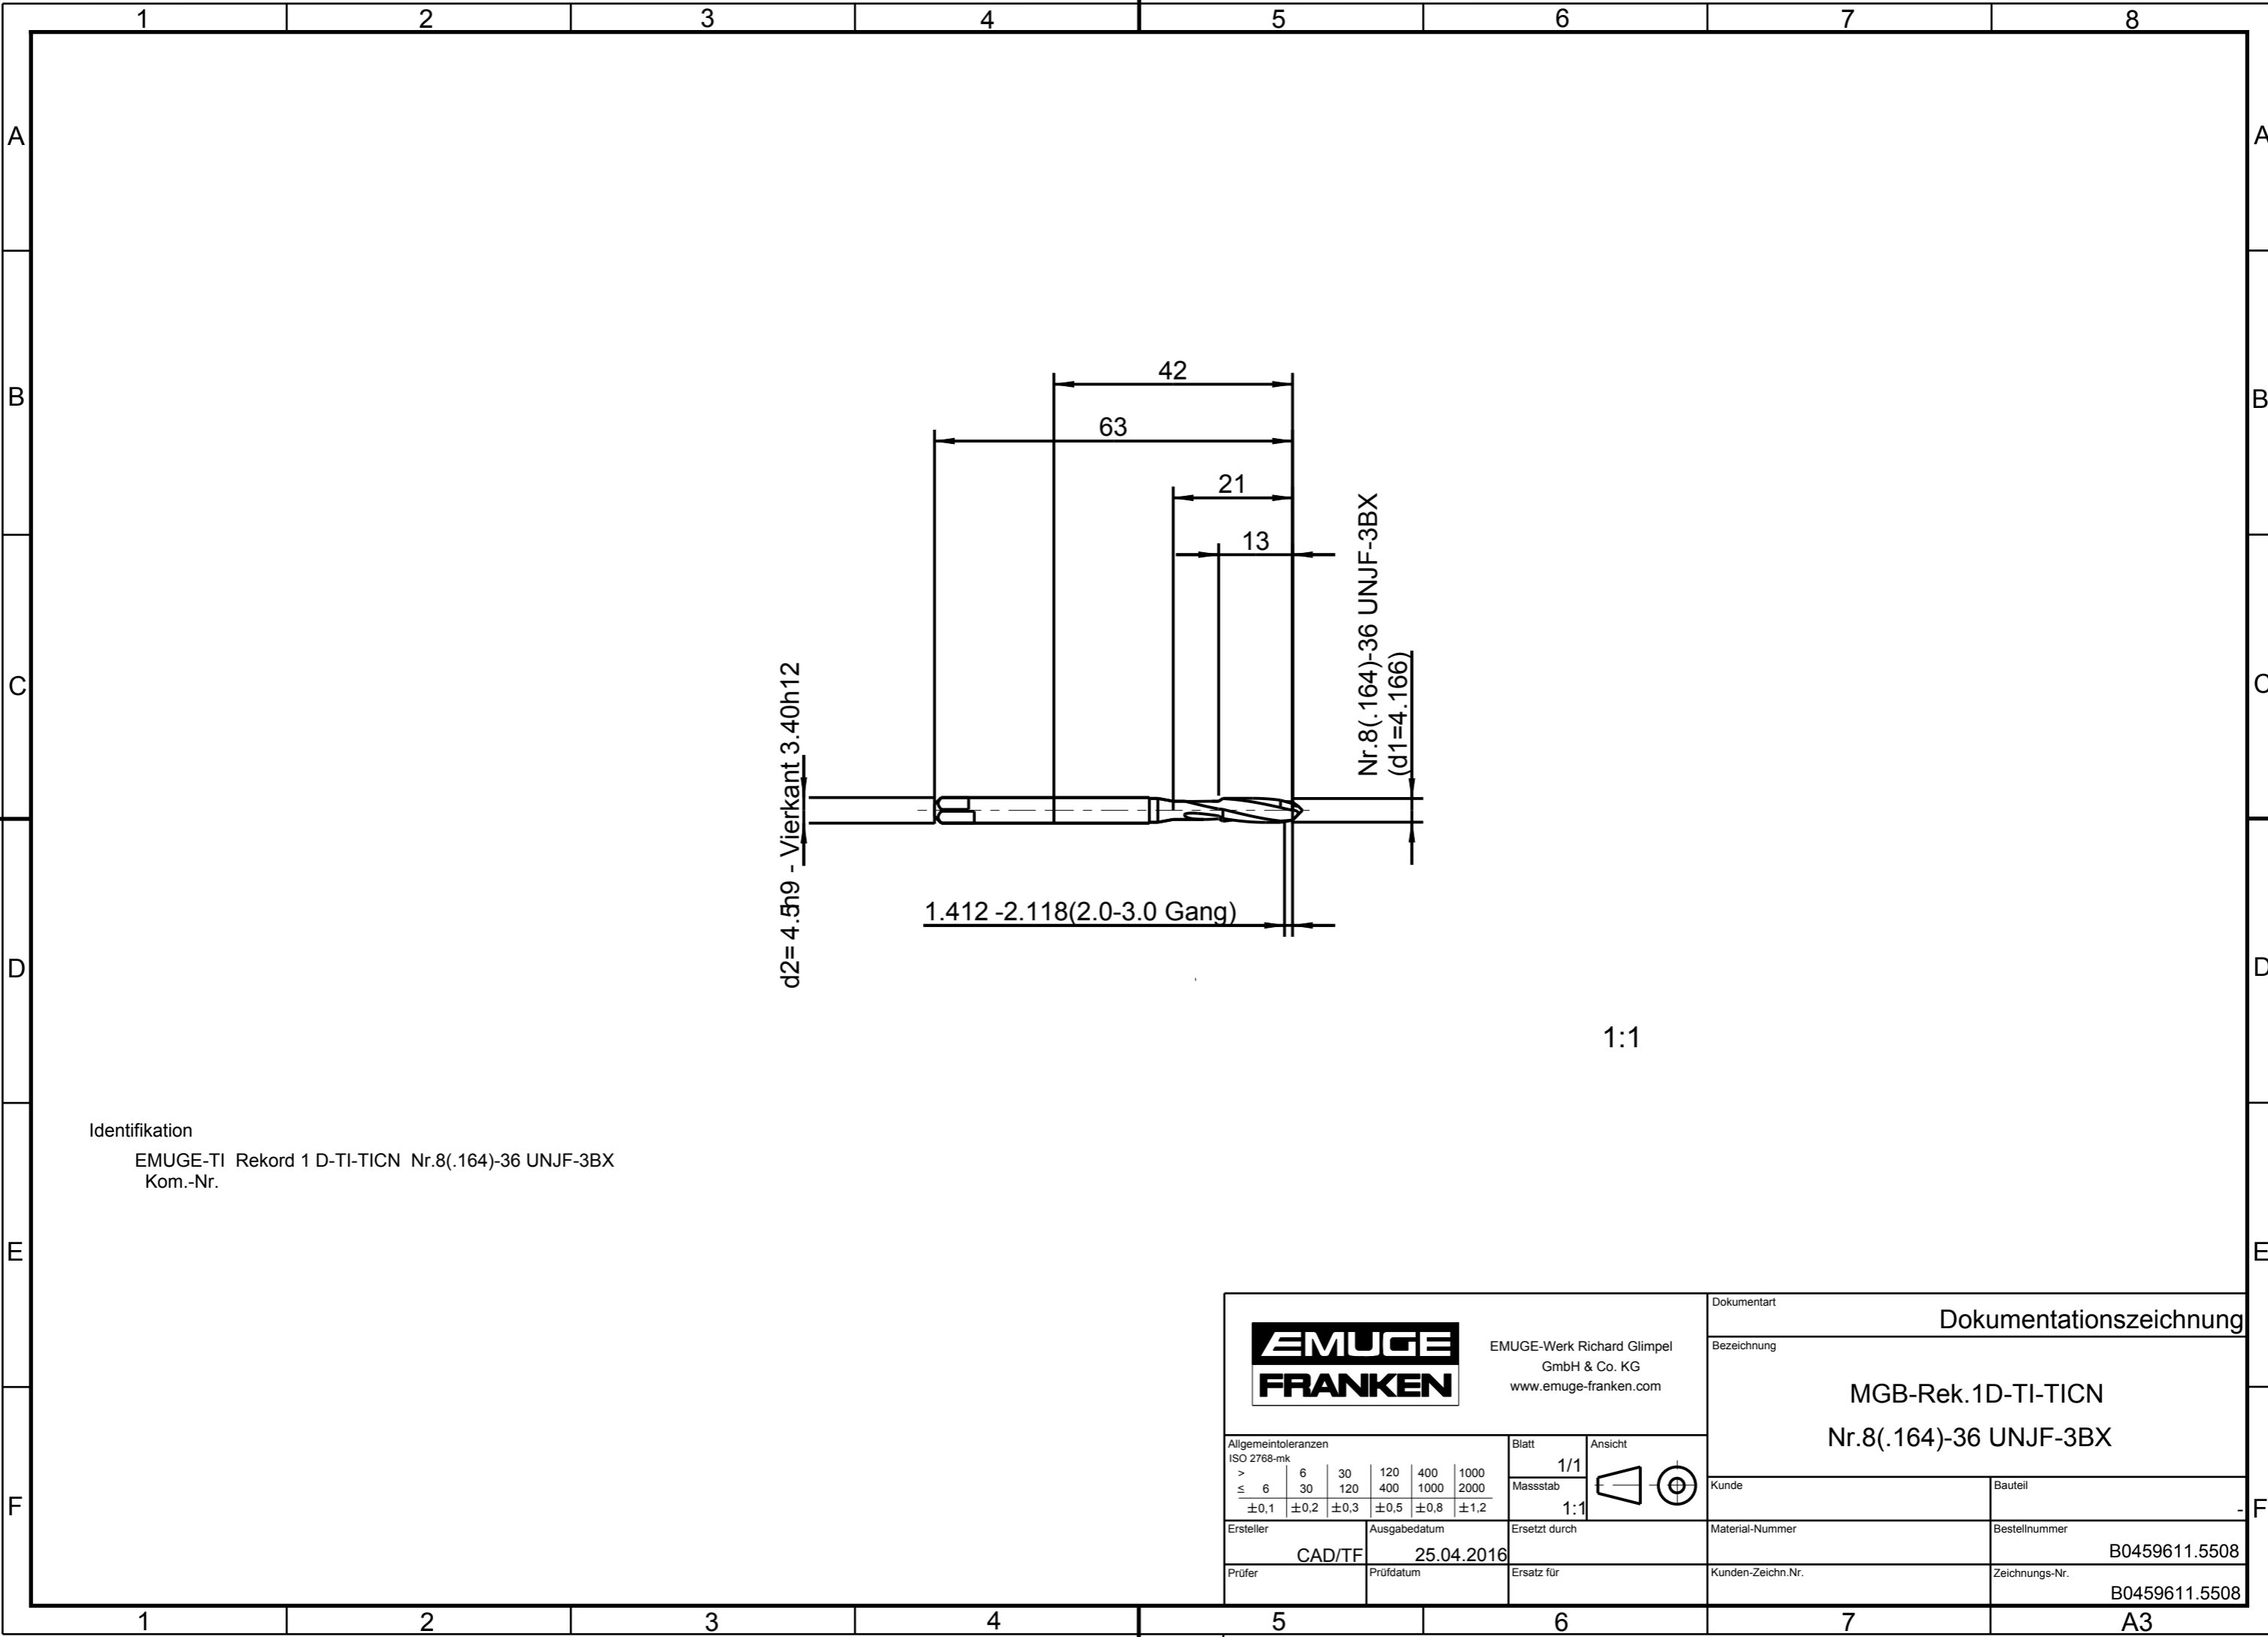 1 2 3 4 5 6 7 8
A A
B B
C C
D D
E E
F F
42
63
21
13
Nr.8(.164)-36 UNJF-3BX
(d1=4.166)
d2= 4.5h9 - Vierkant 3.40h12
1.412 -2.118(2.0-3.0 Gang)
1:1
Identifikation
EMUGE-TI Rekord 1 D-TI-TICN Nr.8(.164)-36 UNJF-3BX
Kom.-Nr.
EMUGE
FRANKEN
EMUGE-Werk Richard Glimpel
GmbH & Co. KG
www.emuge-franken.com
Dokumentart
Dokumentationszeichnung
Bezeichnung
MGB-Rek.1D-TI-TICN
Nr.8(.164)-36 UNJF-3BX
Allgemeintoleranzen
ISO 2768-mk
> 6 30 120 400 1000
≤ 6 30 120 400 1000 2000
±0,1 ±0,2 ±0,3 ±0,5 ±0,8 ±1,2
Blatt
1/1
Ansicht
Massstab
1:1
Kunde
Bauteil
-
Ersteller
CAD/TF
Ausgabedatum
25.04.2016
Ersetzt durch
Material-Nummer
Bestellnummer
B0459611.5508
Prüfer
Prüfdatum
Ersatz für
Kunden-Zeichn.Nr.
Zeichnungs-Nr.
B0459611.5508
1 2 3 4 5 6 7 A3